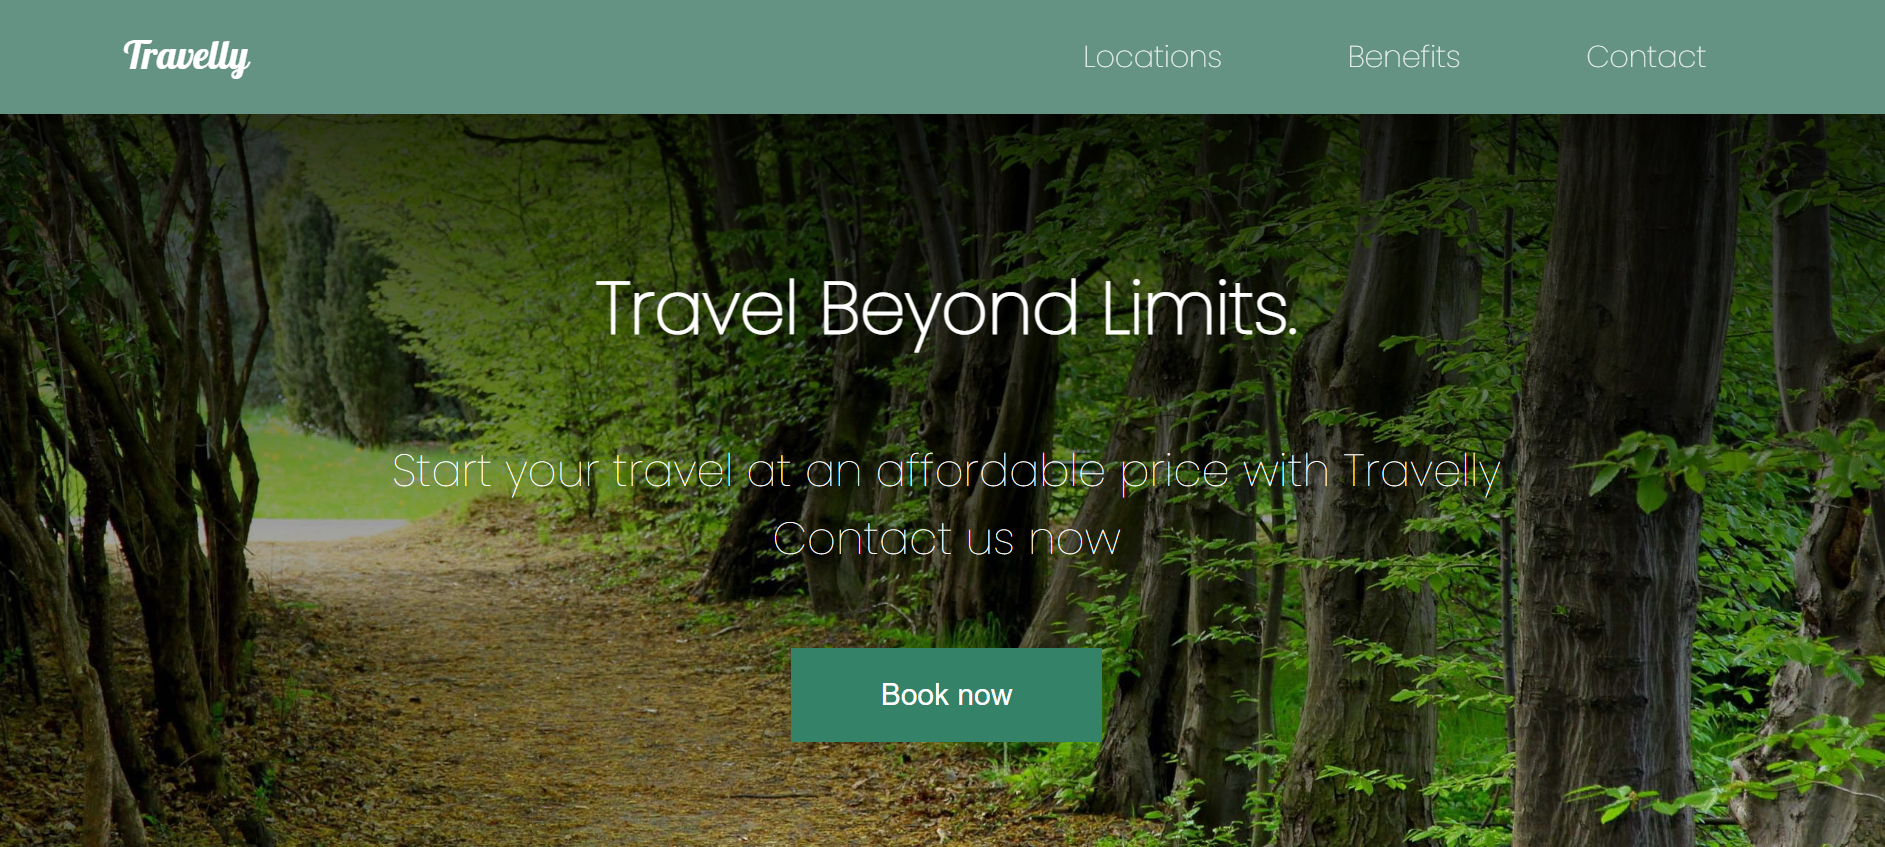 Travelly
Locations
Benefits
Contact
Travel Beyond Limits.
Start your travel at an affordable price with Travelly
Contact us now
Book now